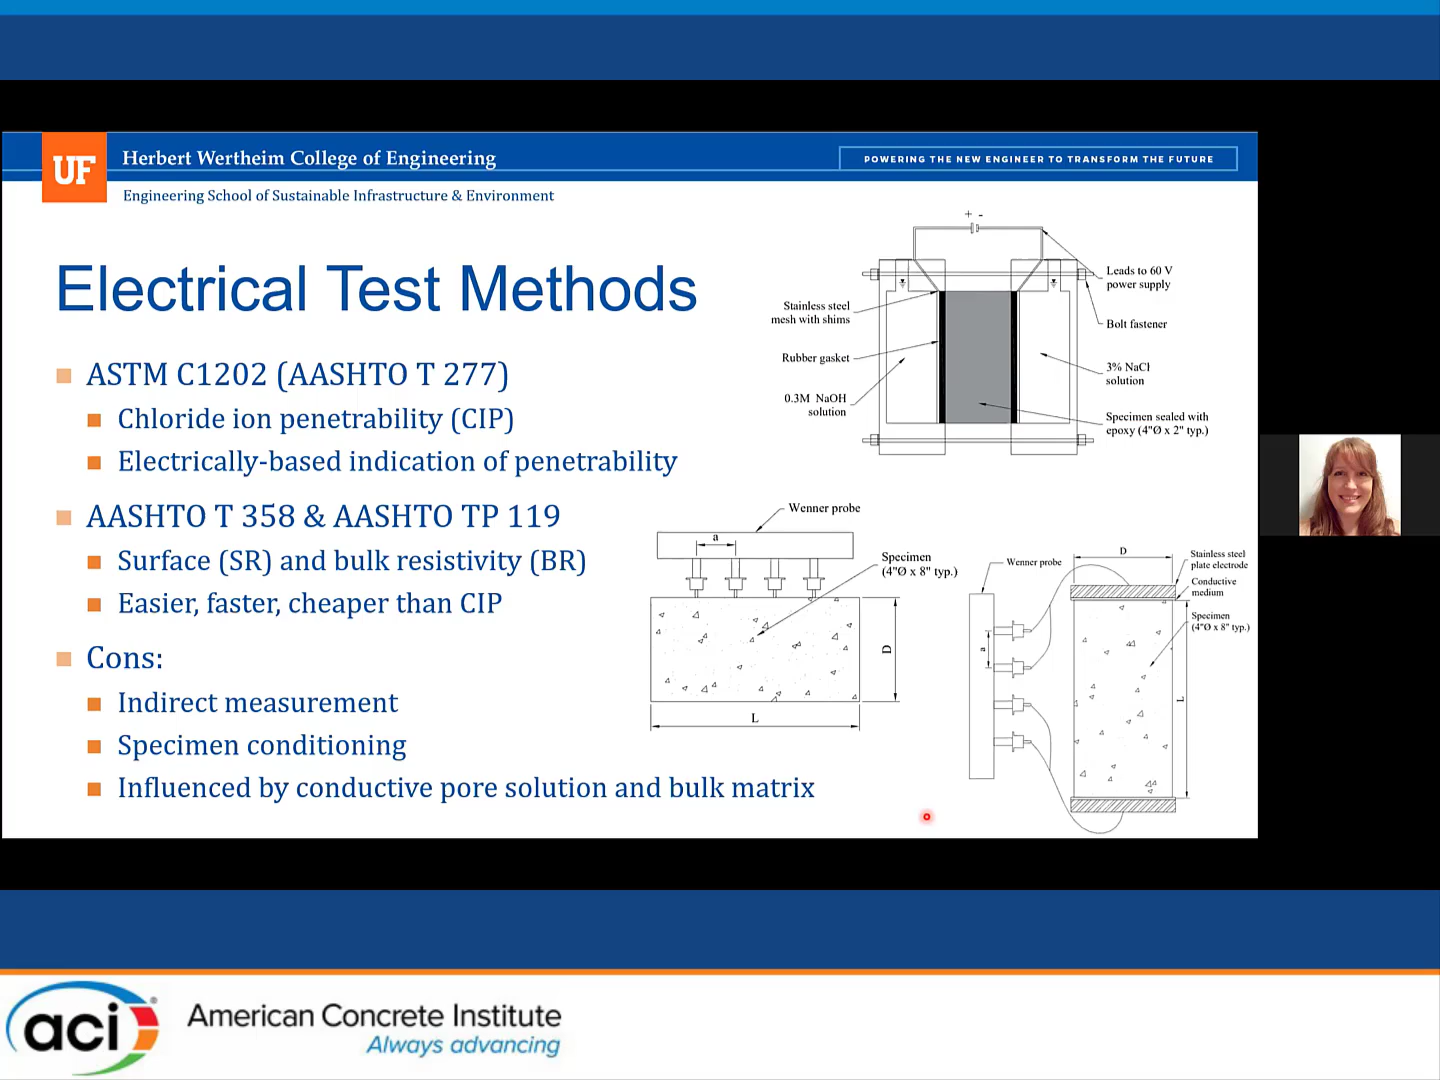 UF
Herbert Wertheim College of Engineering
POWERING THE NEW ENGINEER TO TRANSFORM THE FUTURE
Engineering School of Sustainable Infrastructure & Environment
Electrical Test Methods
ASTM C1202 (AASHTO T 277)
Chloride ion penetrability (CIP)
Electrically-based indication of penetrability
AASHTO T 358 & AASHTO TP 119
Surface (SR) and bulk resistivity (BR)
Easier, faster, cheaper than CIP
Cons:
Indirect measurement
Specimen conditioning
Influenced by conductive pore solution and bulk matrix
+ -
Leads to 60 V
power supply
Stainless steel
mesh with shims
Bolt fastener
Rubber gasket
3% NaCl
solution
0.3M NaOH
solution
Specimen sealed with
epoxy (4"Ø x 2" typ.)
Wenner probe
a
Specimen
(4"Ø x 8" typ.)
D
L
Wenner probe
D
Stainless steel
plate electrode
Conductive
medium
Specimen
(4"Ø x 8" typ.)
a
L
aci
American Concrete Institute
Always advancing